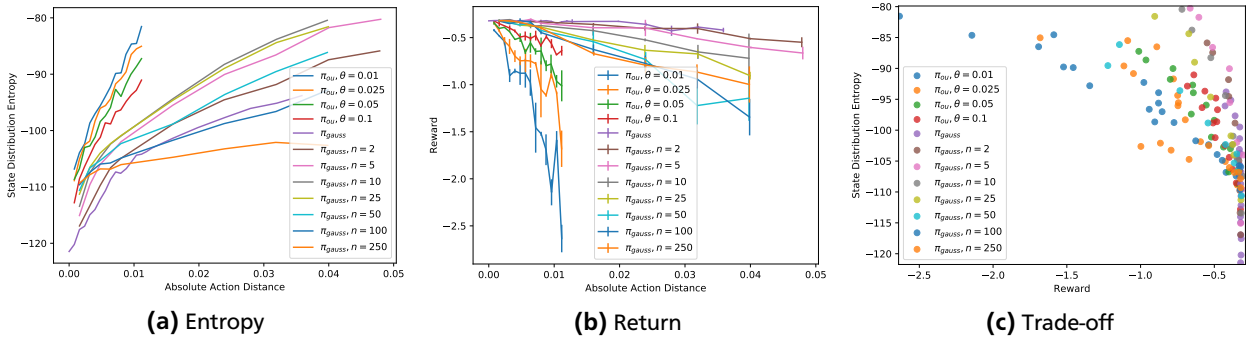 −80
−90
−100
−110
−120
State Distribution Entropy
0.00
0.01
0.02
0.03
0.04
0.05
Absolute Action Distance
π_ou, θ = 0.01
π_ou, θ = 0.025
π_ou, θ = 0.05
π_ou, θ = 0.1
π_gauss
π_gauss, n = 2
π_gauss, n = 5
π_gauss, n = 10
π_gauss, n = 25
π_gauss, n = 50
π_gauss, n = 100
π_gauss, n = 250
(a) Entropy
−0.5
−1.0
−1.5
−2.0
−2.5
Reward
0.00
0.01
0.02
0.03
0.04
0.05
Absolute Action Distance
π_ou, θ = 0.01
π_ou, θ = 0.025
π_ou, θ = 0.05
π_ou, θ = 0.1
π_gauss
π_gauss, n = 2
π_gauss, n = 5
π_gauss, n = 10
π_gauss, n = 25
π_gauss, n = 50
π_gauss, n = 100
π_gauss, n = 250
(b) Return
−80
−85
−90
−95
−100
−105
−110
−115
−120
State Distribution Entropy
−2.5
−2.0
−1.5
−1.0
−0.5
Reward
π_ou, θ = 0.01
π_ou, θ = 0.025
π_ou, θ = 0.05
π_ou, θ = 0.1
π_gauss
π_gauss, n = 2
π_gauss, n = 5
π_gauss, n = 10
π_gauss, n = 25
π_gauss, n = 50
π_gauss, n = 100
π_gauss, n = 250
(c) Trade-off